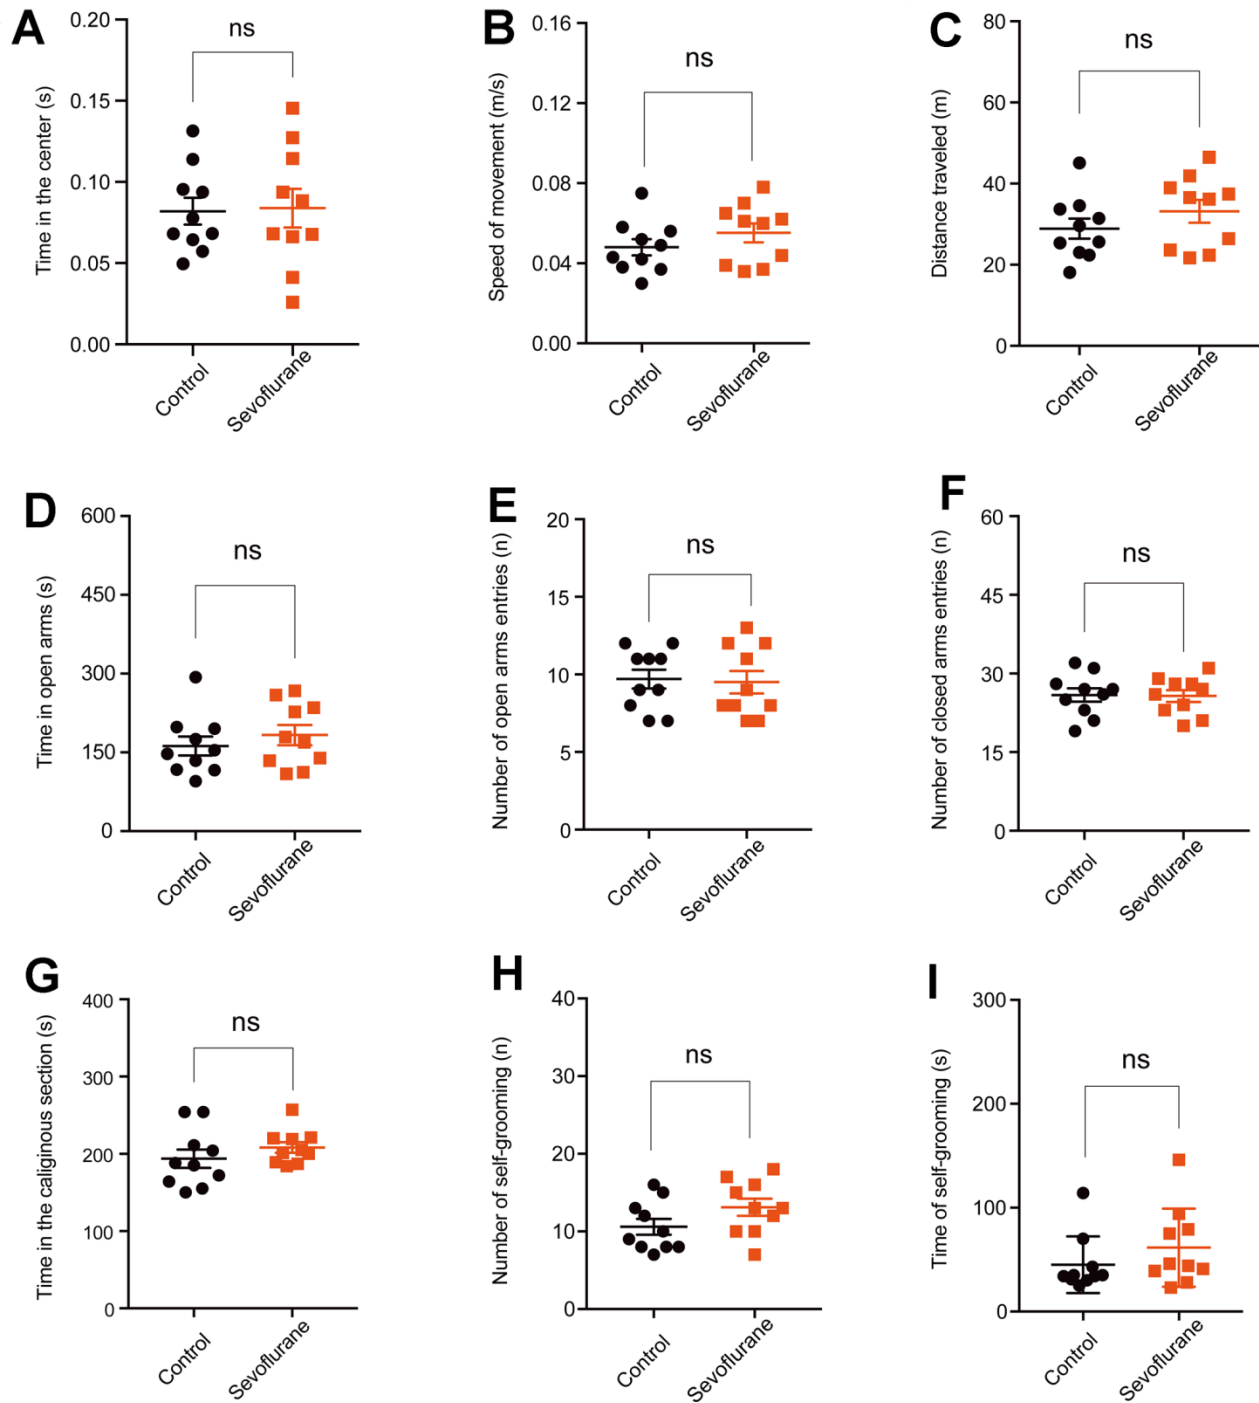 A
Time in the center (s)
0.20
0.15
0.10
0.05
0.00
ns
Control
Sevoflurane
B
Speed of movement (m/s)
0.16
0.12
0.08
0.04
0.00
ns
Control
Sevoflurane
C
Distance traveled (m)
80
60
40
20
0
ns
Control
Sevoflurane
D
Time in open arms (s)
600
450
300
150
0
ns
Control
Sevoflurane
E
Number of open arms entries (n)
20
15
10
5
0
ns
Control
Sevoflurane
F
Number of closed arms entries (n)
60
45
30
15
0
ns
Control
Sevoflurane
G
Time in the caliginous section (s)
400
300
200
100
0
ns
Control
Sevoflurane
H
Number of self-grooming (n)
40
30
20
10
0
ns
Control
Sevoflurane
I
Time of self-grooming (s)
300
200
100
0
ns
Control
Sevoflurane